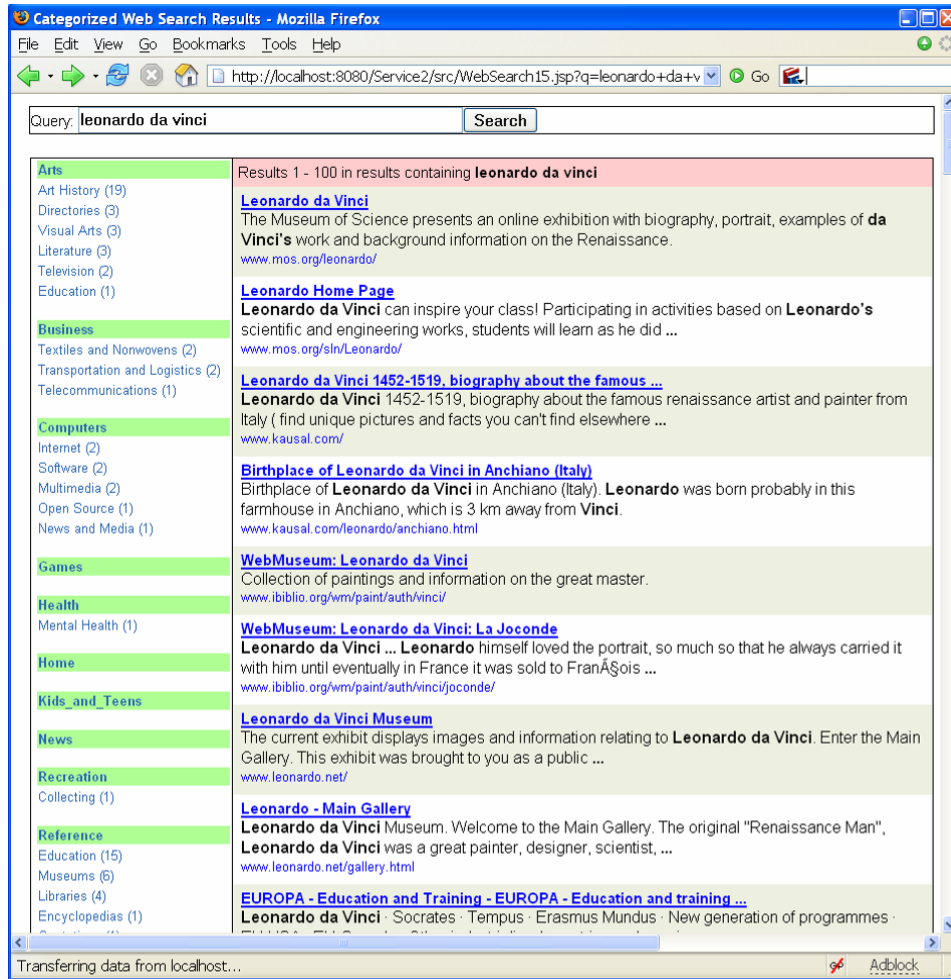 Categorized Web Search Results - Mozilla Firefox
File Edit View Go Bookmarks Tools Help
http://localhost:8080/Service2/src/WebSearch15.jsp?q=leonardo+da+v Go
Query: leonardo da vinci Search
Arts
Art History (19)
Directories (3)
Visual Arts (3)
Literature (3)
Television (2)
Education (1)
Business
Textiles and Nonwovens (2)
Transportation and Logistics (2)
Telecommunications (1)
Computers
Internet (2)
Software (2)
Multimedia (2)
Open Source (1)
News and Media (1)
Games
Health
Mental Health (1)
Home
Kids_and_Teens
News
Recreation
Collecting (1)
Reference
Education (15)
Museums (6)
Libraries (4)
Encyclopedias (1)
Results 1 - 100 in results containing leonardo da vinci
Leonardo da Vinci
The Museum of Science presents an online exhibition with biography, portrait, examples of da
Vinci's work and background information on the Renaissance.
www.mos.org/leonardo/
Leonardo Home Page
Leonardo da Vinci can inspire your class! Participating in activities based on Leonardo's
scientific and engineering works, students will learn as he did ...
www.mos.org/sln/Leonardo/
Leonardo da Vinci 1452-1519, biography about the famous ...
Leonardo da Vinci 1452-1519, biography about the famous renaissance artist and painter from
Italy ( find unique pictures and facts you can't find elsewhere ...
www.kausal.com/
Birthplace of Leonardo da Vinci in Anchiano (Italy)
Birthplace of Leonardo da Vinci in Anchiano (Italy). Leonardo was born probably in this
farmhouse in Anchiano, which is 3 km away from Vinci.
www.kausal.com/leonardo/anchiano.html
WebMuseum: Leonardo da Vinci
Collection of paintings and information on the great master.
www.ibiblio.org/wm/paint/auth/vinci/
WebMuseum: Leonardo da Vinci: La Joconde
Leonardo da Vinci ... Leonardo himself loved the portrait, so much so that he always carried it
with him until eventually in France it was sold to FranÃ§ois ...
www.ibiblio.org/wm/paint/auth/vinci/joconde/
Leonardo da Vinci Museum
The current exhibit displays images and information relating to Leonardo da Vinci. Enter the Main
Gallery. This exhibit was brought to you as a public ...
www.leonardo.net/
Leonardo - Main Gallery
Leonardo da Vinci Museum. Welcome to the Main Gallery. The original "Renaissance Man",
Leonardo da Vinci was a great painter, designer, scientist, ...
www.leonardo.net/gallery.html
EUROPA - Education and Training - EUROPA - Education and training ...
Leonardo da Vinci · Socrates · Tempus · Erasmus Mundus · New generation of programmes ·
Transferring data from localhost... Adblock